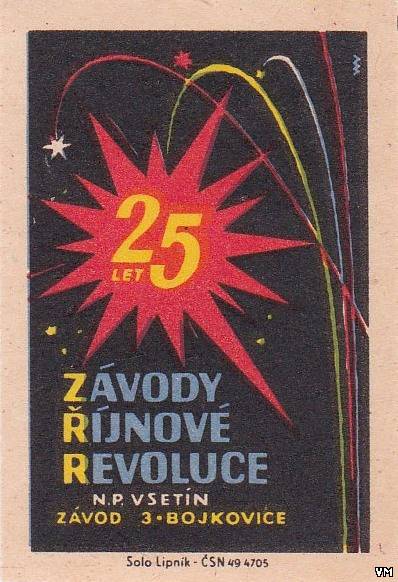 25
LET
ZÁVODY
ŘÍJNOVÉ
REVOLUCE
N.P. VSETÍN
ZÁVOD 3·BOJKOVICE
Solo Lipník - ČSN 49 4705
VM